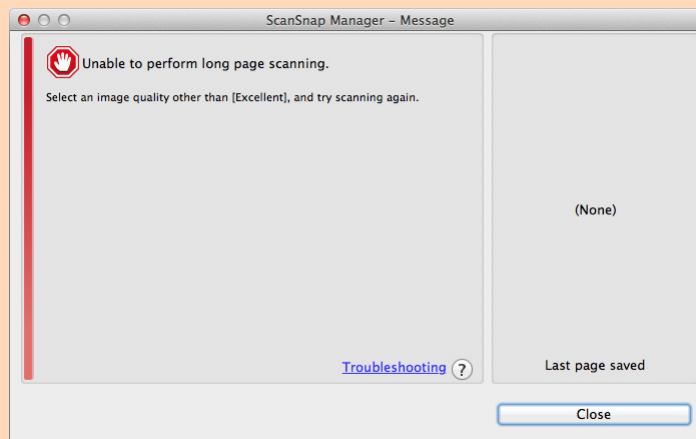 ScanSnap Manager – Message
Unable to perform long page scanning.
Select an image quality other than [Excellent], and try scanning again.
(None)
Troubleshooting ?
Last page saved
Close